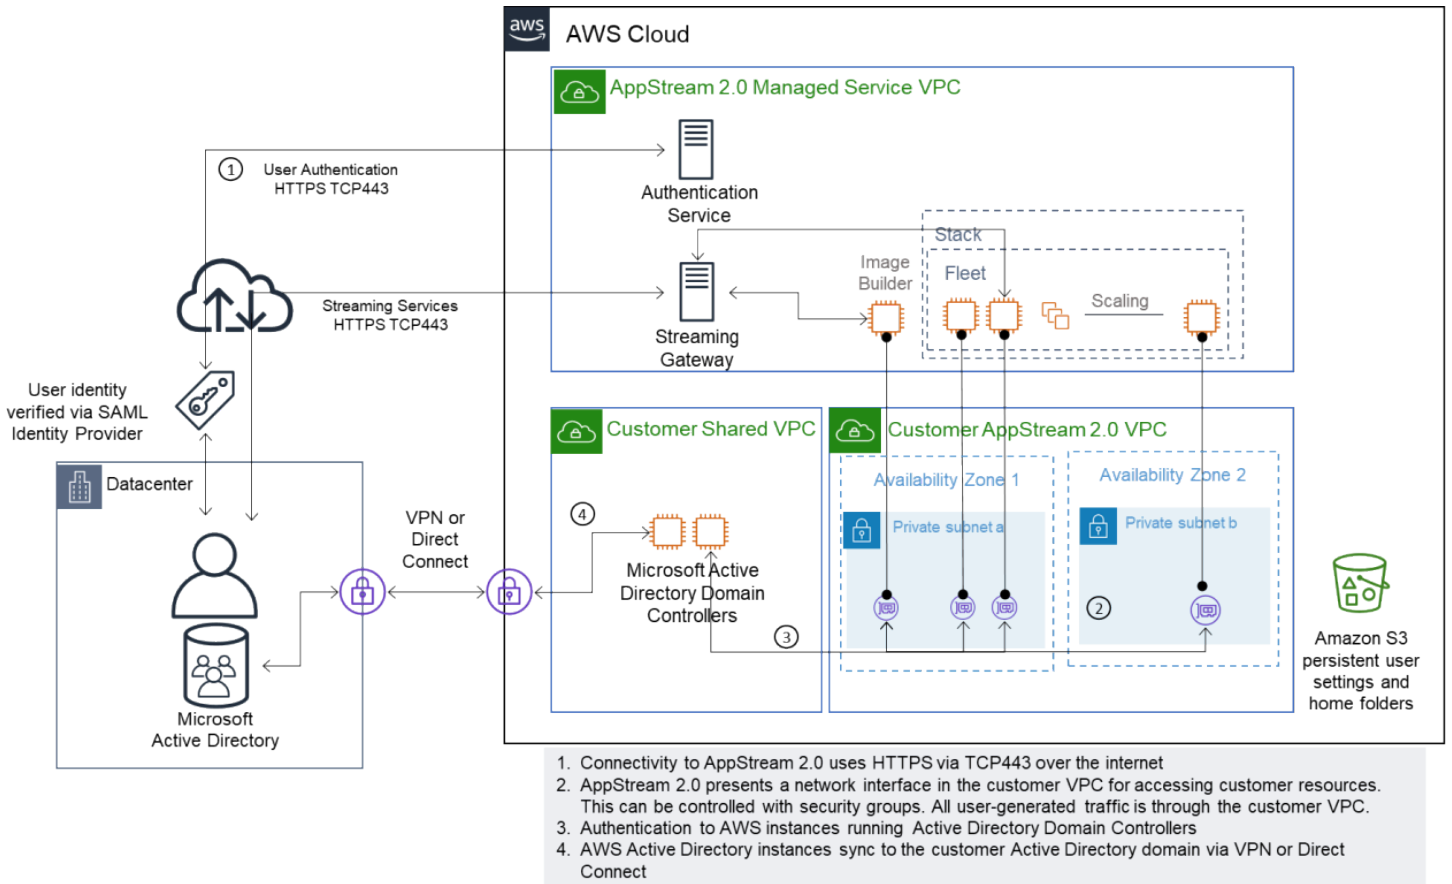 aws
AWS Cloud
AppStream 2.0 Managed Service VPC
1
User Authentication
HTTPS TCP443
Authentication
Service
Stack
Image
Builder
Fleet
Scaling
Streaming Services
HTTPS TCP443
Streaming
Gateway
User identity
verified via SAML
Identity Provider
Customer Shared VPC
Customer AppStream 2.0 VPC
Datacenter
Availability Zone 1
Availability Zone 2
VPN or
Direct
Connect
4
Private subnet a
Private subnet b
Microsoft Active
Directory Domain
Controllers
2
3
Amazon S3
persistent user
settings and
home folders
Microsoft
Active Directory
1. Connectivity to AppStream 2.0 uses HTTPS via TCP443 over the internet
2. AppStream 2.0 presents a network interface in the customer VPC for accessing customer resources.
This can be controlled with security groups. All user-generated traffic is through the customer VPC.
3. Authentication to AWS instances running Active Directory Domain Controllers
4. AWS Active Directory instances sync to the customer Active Directory domain via VPN or Direct
Connect